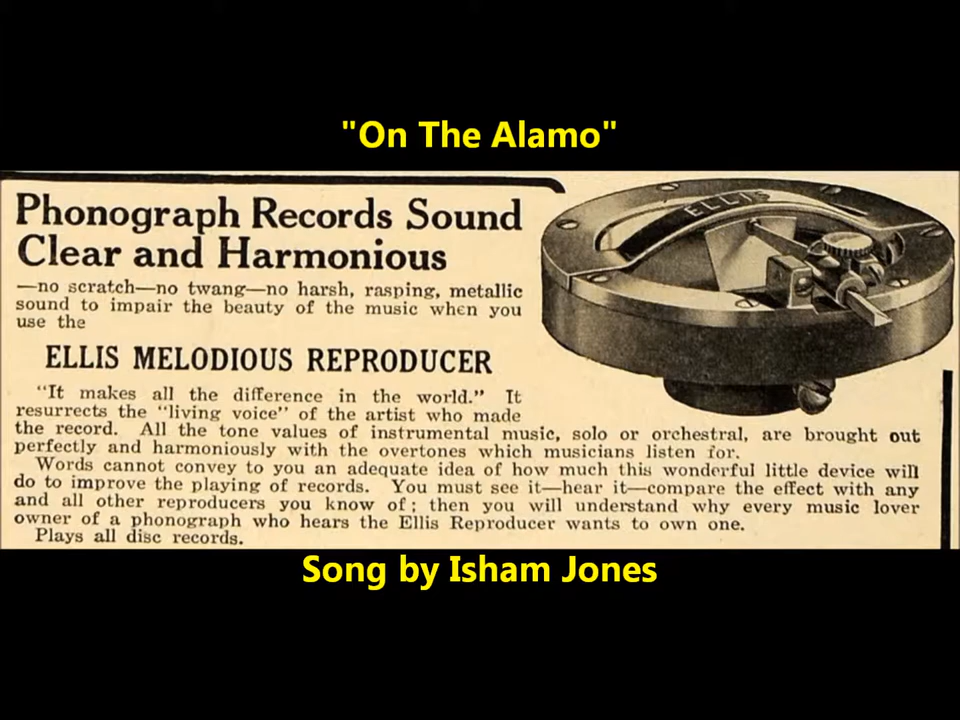 "On The Alamo"
Phonograph Records Sound
Clear and Harmonious
—no scratch—no twang—no harsh, rasping, metallic
sound to impair the beauty of the music when you
use the
ELLIS
ELLIS MELODIOUS REPRODUCER
"It makes all the difference in the world." It
resurrects the "living voice" of the artist who made
the record. All the tone values of instrumental music, solo or orchestral, are brought out
perfectly and harmoniously with the overtones which musicians listen for.
Words cannot convey to you an adequate idea of how much this wonderful little device will
do to improve the playing of records. You must see it—hear it—compare the effect with any
and all other reproducers you know of; then you will understand why every music lover
owner of a phonograph who hears the Ellis Reproducer wants to own one.
Plays all disc records.
Song by Isham Jones